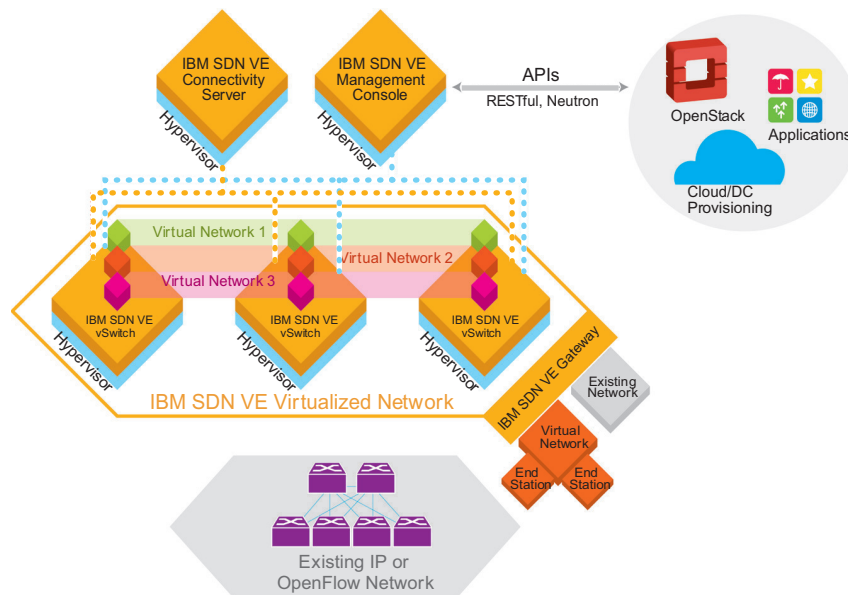 IBM SDN VE
Connectivity
Server
Hypervisor
IBM SDN VE
Management
Console
Hypervisor
APIs
RESTful, Neutron
OpenStack
Applications
Cloud/DC
Provisioning
Virtual Network 1
Virtual Network 2
Virtual Network 3
IBM SDN VE
vSwitch
Hypervisor
IBM SDN VE
vSwitch
Hypervisor
IBM SDN VE
vSwitch
Hypervisor
IBM SDN VE Virtualized Network
IBM SDN VE Gateway
Existing
Network
Virtual
Network
End
Station
End
Station
Existing IP or
OpenFlow Network